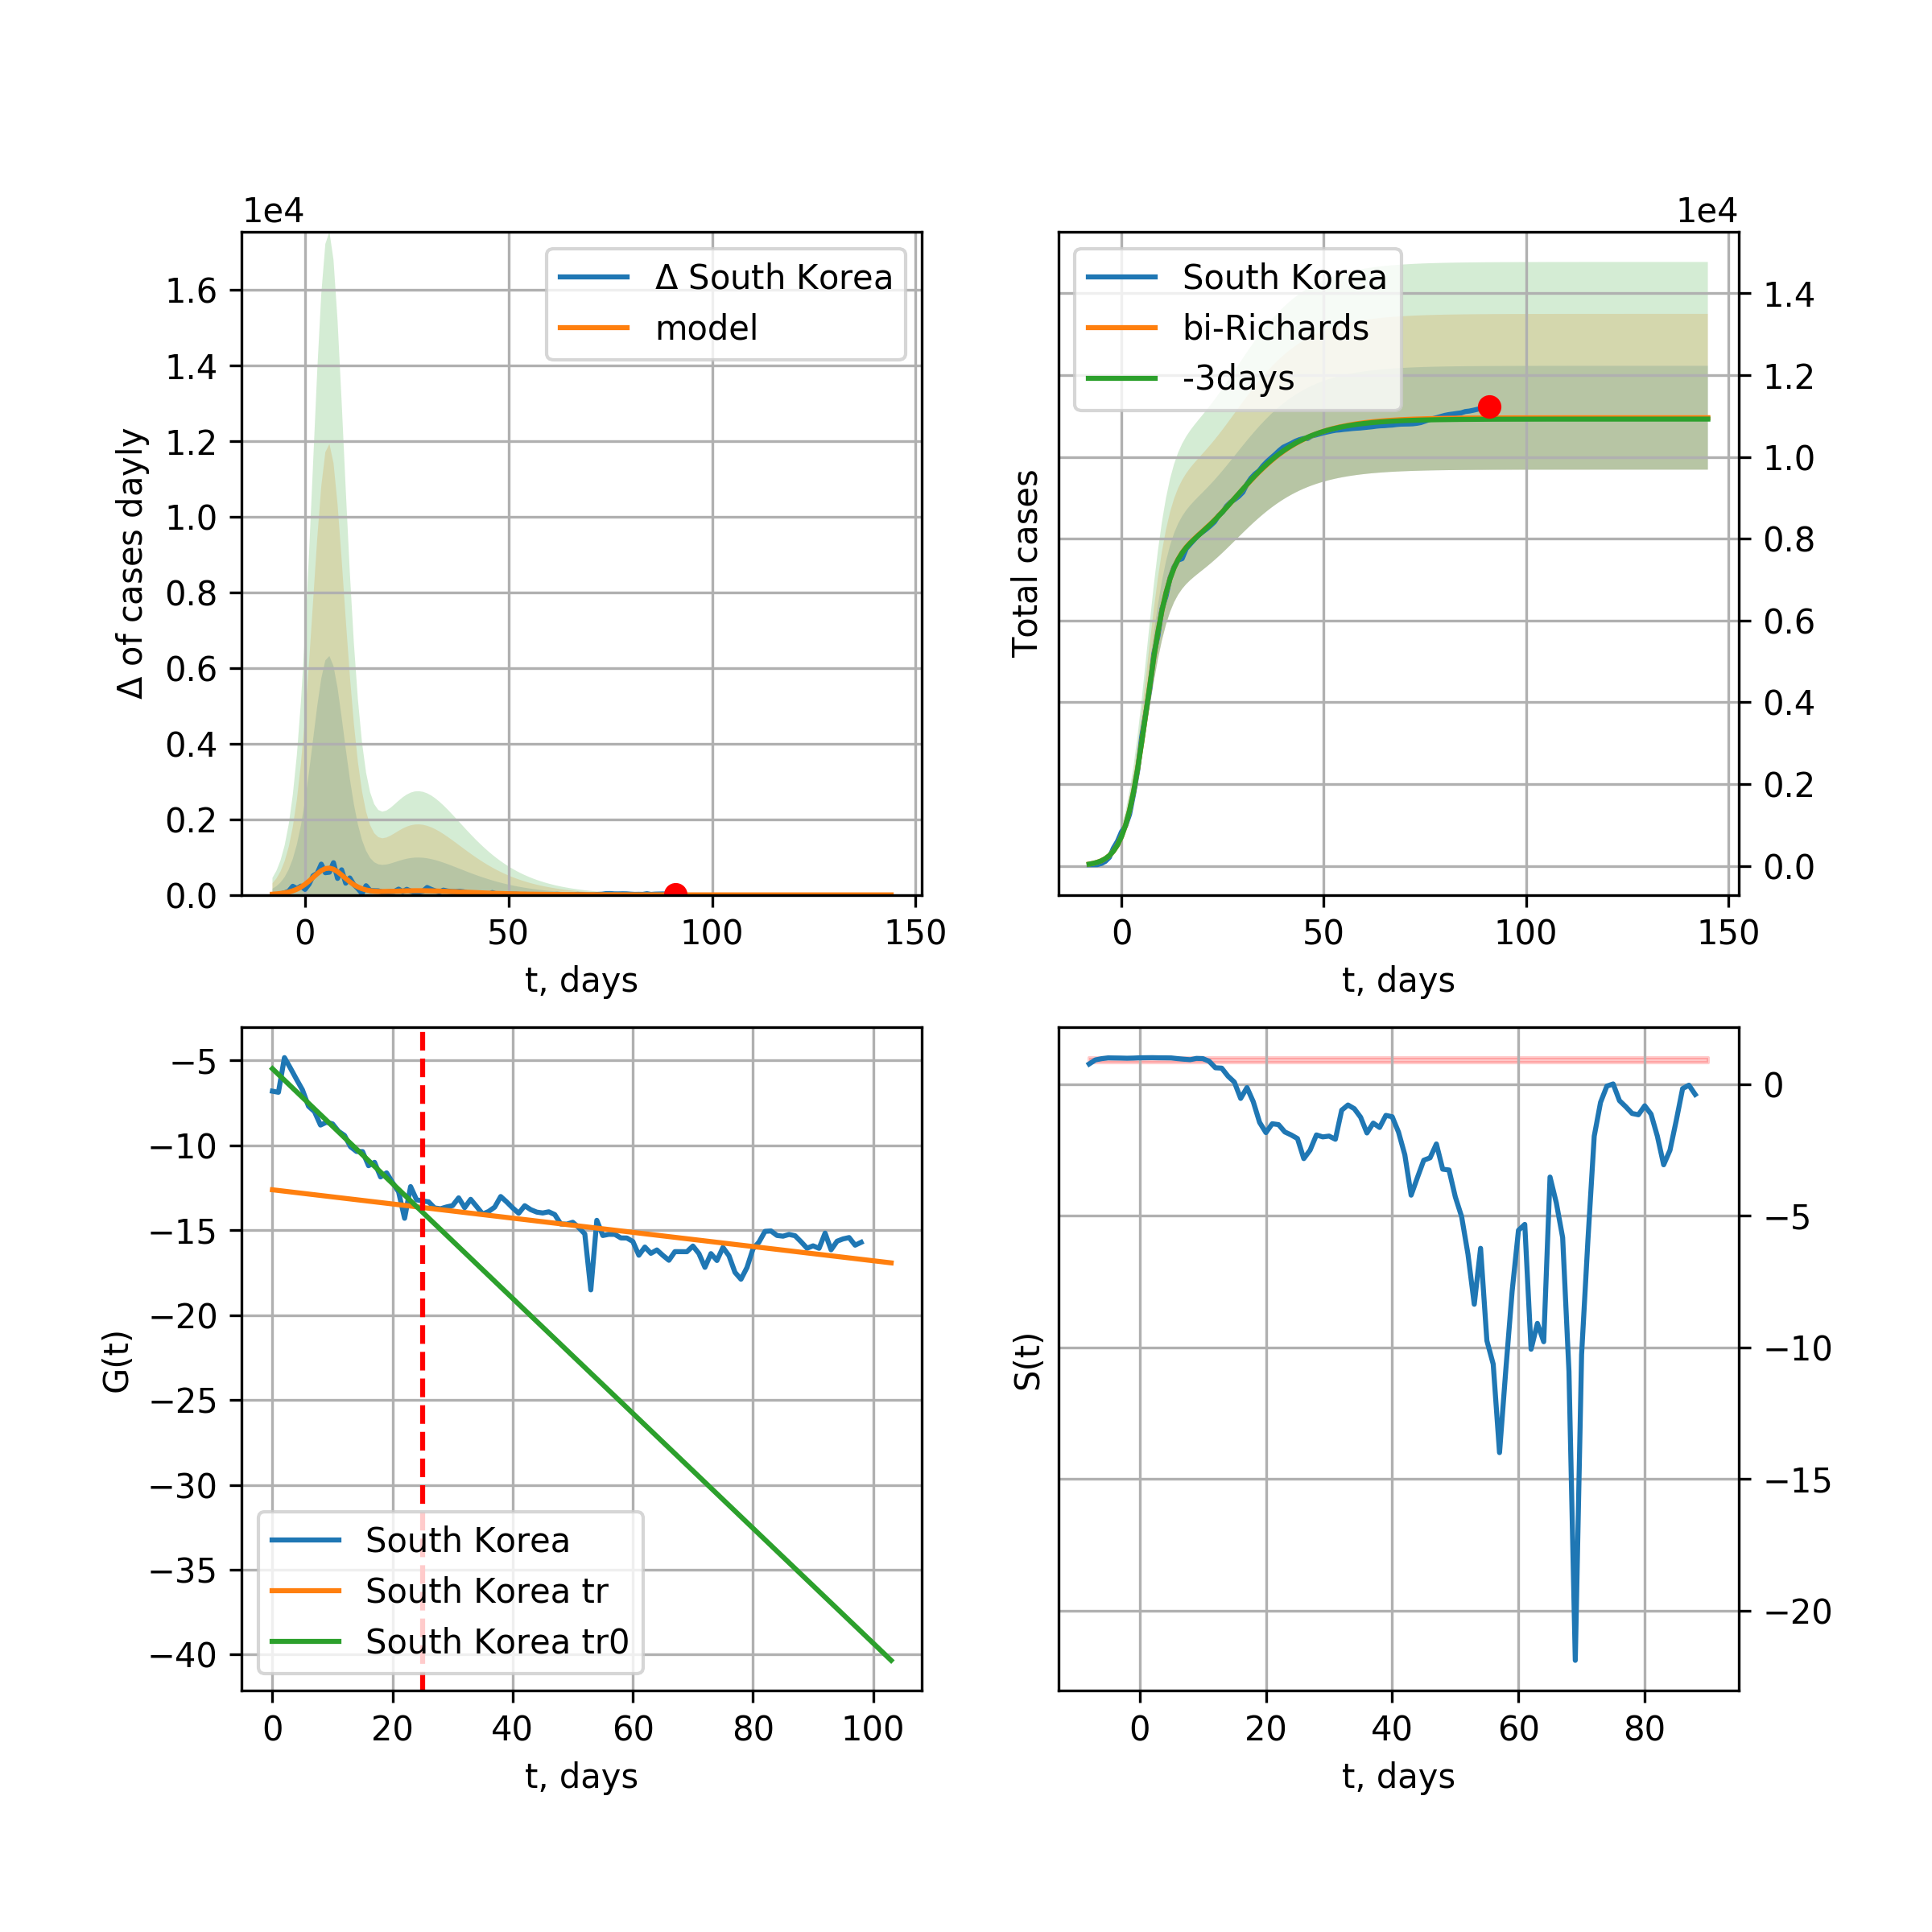 1e4
Δ of cases dayly
1.6
1.4
1.2
1.0
0.8
0.6
0.4
0.2
0.0
Δ South Korea
model
0 50 100 150
t, days
1e4
Total cases
South Korea
bi-Richards
-3days
1.4
1.2
1.0
0.8
0.6
0.4
0.2
0.0
0 50 100 150
t, days
G(t)
−5
−10
−15
−20
−25
−30
−35
−40
South Korea
South Korea tr
South Korea tr0
0 20 40 60 80 100
t, days
S(t)
0
−5
−10
−15
−20
0 20 40 60 80
t, days